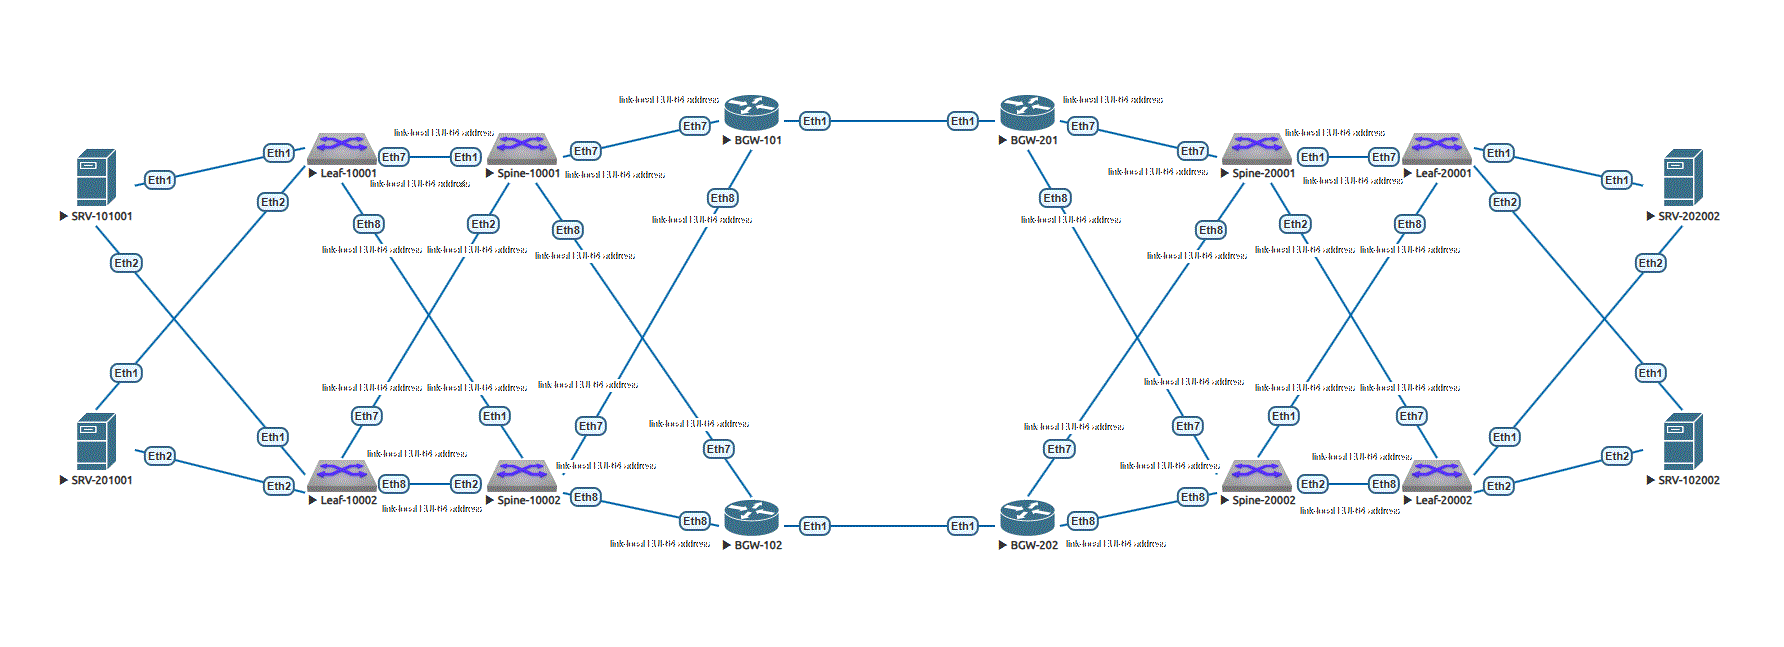 link-local EUI-64 address
link-local EUI-64 address
Eth1
Eth1
Eth7
Eth7
link-local EUI-64 address
link-local EUI-64 address
BGW-101
BGW-201
Eth1
Eth7
Eth1
Eth7
Eth7
Eth1
Eth7
Eth1
Leaf-10001
Spine-10001
link-local EUI-64 address
link-local EUI-64 address
Spine-20001
Leaf-20001
Eth1
link-local EUI-64 address
link-local EUI-64 address
Eth1
Eth2
Eth8
Eth8
Eth2
SRV-101001
link-local EUI-64 address
link-local EUI-64 address
SRV-202002
Eth8
Eth2
Eth8
Eth8
Eth2
Eth8
link-local EUI-64 address
link-local EUI-64 address
link-local EUI-64 address
link-local EUI-64 address
link-local EUI-64 address
link-local EUI-64 address
Eth2
Eth2
Eth1
Eth1
link-local EUI-64 address
link-local EUI-64 address
link-local EUI-64 address
link-local EUI-64 address
link-local EUI-64 address
link-local EUI-64 address
Eth7
Eth1
Eth7
Eth7
Eth1
Eth7
link-local EUI-64 address
link-local EUI-64 address
Eth1
Eth7
Eth7
Eth1
Eth2
link-local EUI-64 address
link-local EUI-64 address
Eth2
SRV-201001
link-local EUI-64 address
link-local EUI-64 address
SRV-102002
Eth2
Eth8
Eth2
Eth2
Eth8
Eth2
Leaf-10002
Spine-10002
Eth8
Eth8
Spine-20002
Leaf-20002
link-local EUI-64 address
link-local EUI-64 address
Eth8
Eth1
Eth1
Eth8
link-local EUI-64 address
BGW-102
BGW-202
link-local EUI-64 address